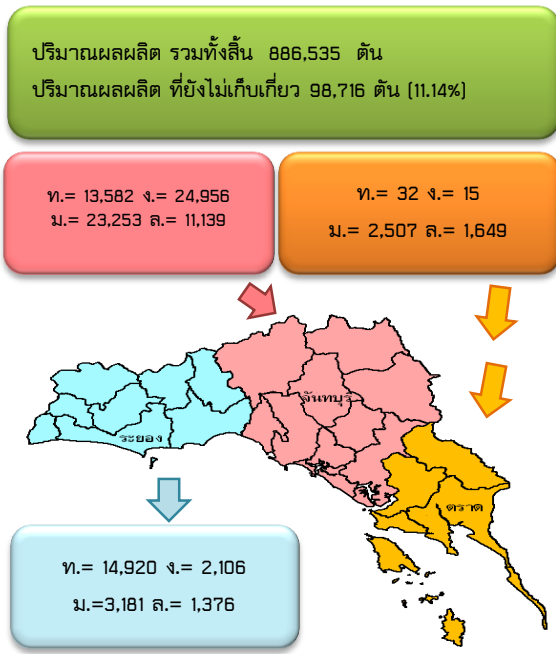 ปริมาณผลผลิต รวมทั้งสิ้น 886,535 ตัน
ปริมาณผลผลิต ที่ยังไม่เก็บเกี่ยว 98,716 ตัน (11.14%)
ท.= 13,582 ง.= 24,956
ม.= 23,253 ล.= 11,139
ท.= 32 ง.= 15
ม.= 2,507 ล.= 1,649
จันทบุรี
ระยอง
ตราด
ท.= 14,920 ง.= 2,106
ม.=3,181 ล.= 1,376